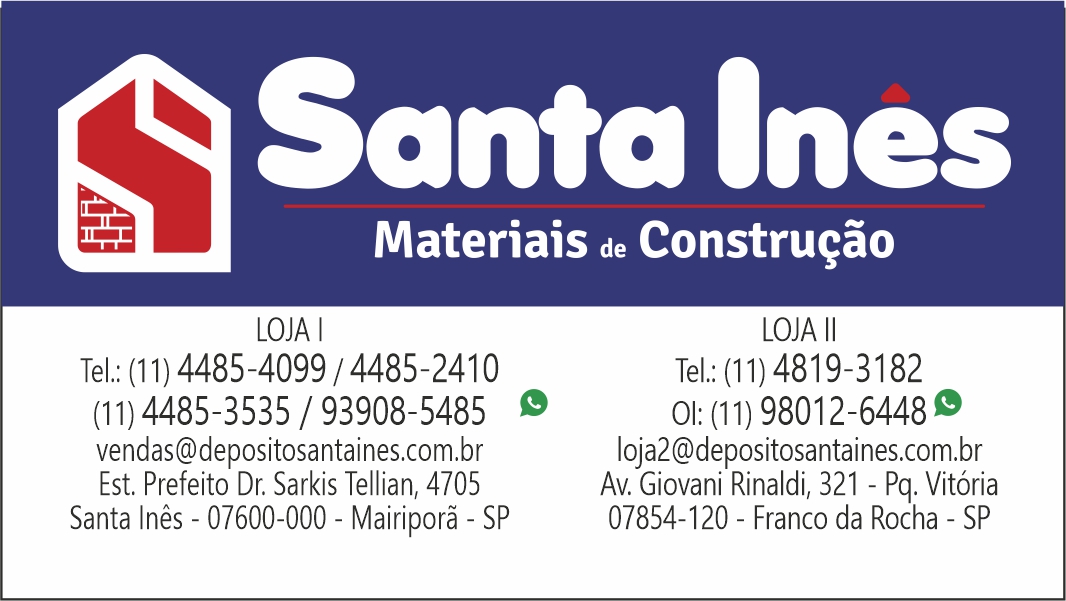 Santa Inês
Materiais de Construção
LOJA I
Tel.: (11) 4485-4099 / 4485-2410
(11) 4485-3535 / 93908-5485
vendas@depositosantaines.com.br
Est. Prefeito Dr. Sarkis Tellian, 4705
Santa Inês - 07600-000 - Mairiporã - SP
LOJA II
Tel.: (11) 4819-3182
OI: (11) 98012-6448
loja2@depositosantaines.com.br
Av. Giovani Rinaldi, 321 - Pq. Vitória
07854-120 - Franco da Rocha - SP